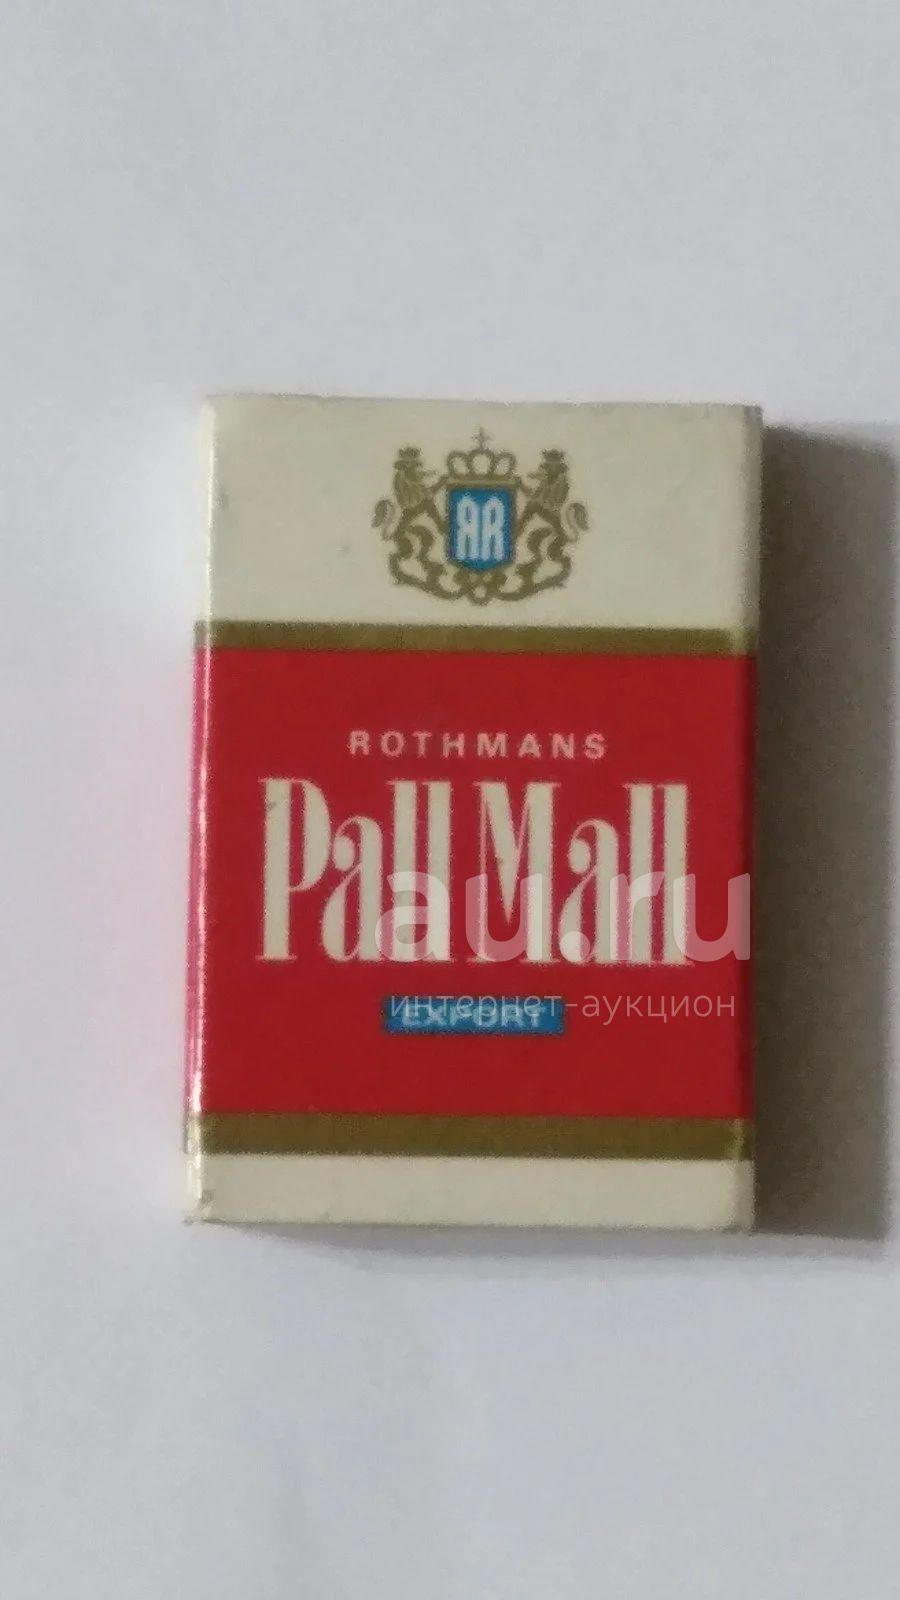 RR
ROTHMANS
Pall Mall
au.ru
интернет-аукцион
EXPORT